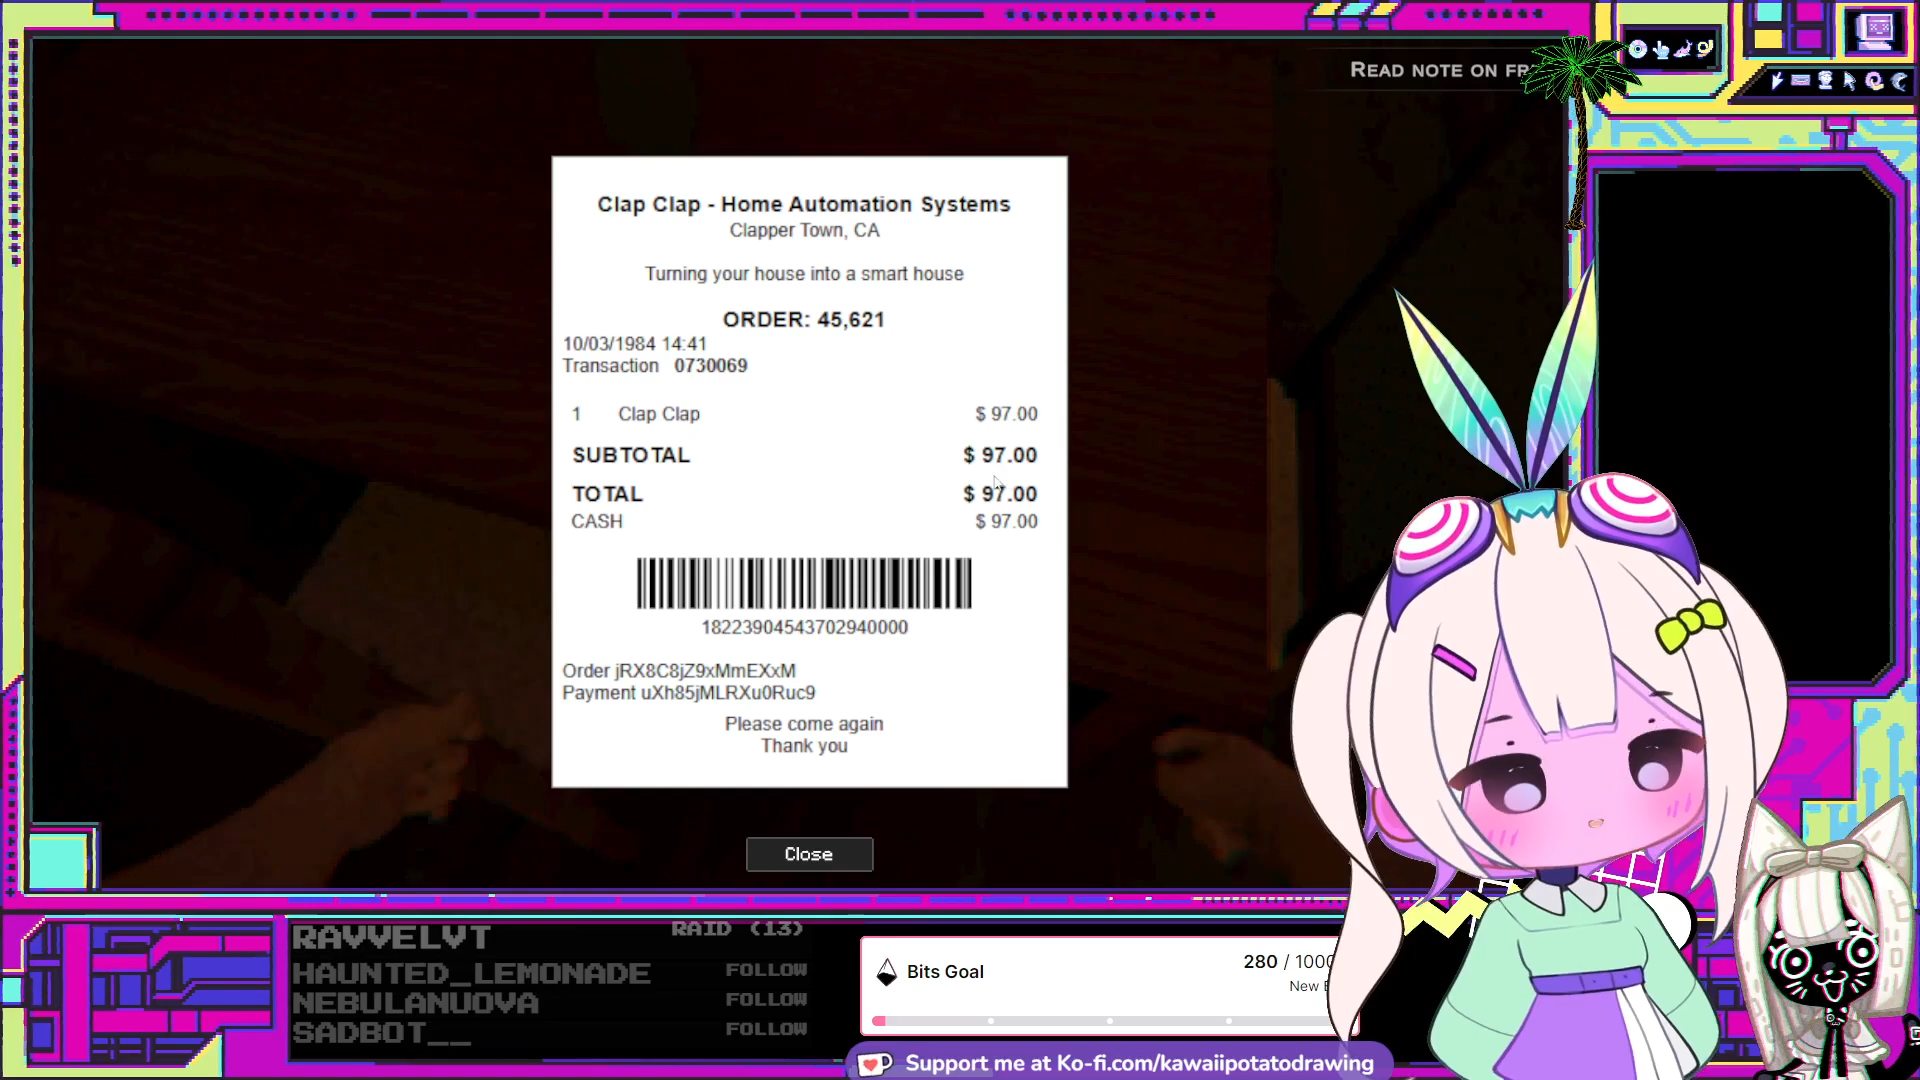 READ NOTE ON
Clap Clap - Home Automation Systems
Clapper Town, CA
Turning your house into a smart house
ORDER: 45,621
10/03/1984 14:41
Transaction 0730069
1 Clap Clap $ 97.00
SUBTOTAL $ 97.00
TOTAL $ 97.00
CASH $ 97.00
18223904543702940000
Order jRX8C8jZ9xMmEXxM
Payment uXh85jMLRXu0Ruc9
Please come again
Thank you
Close
RAVVELVT RAID (13)
HAUNTED_LEMONADE FOLLOW
NEBULANUOVA FOLLOW
SADBOT__ FOLLOW
Bits Goal 280 / 1000
New
Support me at Ko-fi.com/kawaiipotatodrawing